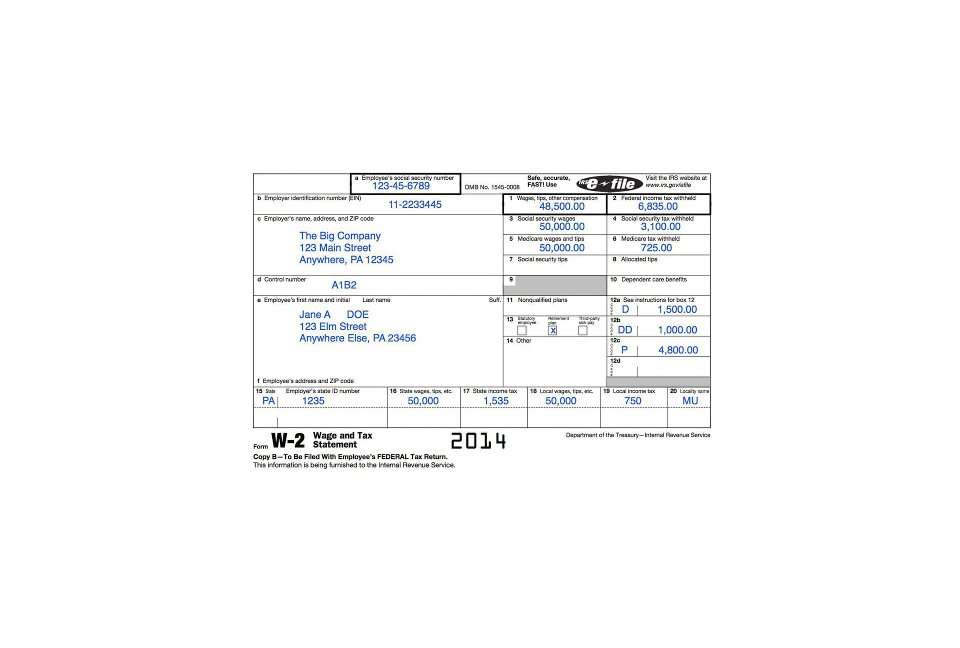 a Employee's social security number
123-45-6789
OMB No. 1545-0008
Safe, accurate,
FAST! Use
IRS e-file
Visit the IRS website at
www.irs.gov/efile
b Employer identification number (EIN)
11-2233445
1 Wages, tips, other compensation
48,500.00
2 Federal income tax withheld
6,835.00
c Employer's name, address, and ZIP code
The Big Company
123 Main Street
Anywhere, PA 12345
3 Social security wages
50,000.00
4 Social security tax withheld
3,100.00
5 Medicare wages and tips
50,000.00
6 Medicare tax withheld
725.00
7 Social security tips
8 Allocated tips
d Control number
A1B2
9
10 Dependent care benefits
e Employee's first name and initial Last name Suff.
Jane A DOE
123 Elm Street
Anywhere Else, PA 23456
11 Nonqualified plans
12a See instructions for box 12
D 1,500.00
13 Statutory employee Retirement plan Third-party sick pay
X
12b
DD 1,000.00
14 Other
12c
P 4,800.00
12d
f Employee's address and ZIP code
15 State Employer's state ID number
PA 1235
16 State wages, tips, etc.
50,000
17 State income tax
1,535
18 Local wages, tips, etc.
50,000
19 Local income tax
750
20 Locality name
MU
Form W-2 Wage and Tax
Statement
2014
Department of the Treasury—Internal Revenue Service
Copy B—To Be Filed With Employee's FEDERAL Tax Return.
This information is being furnished to the Internal Revenue Service.